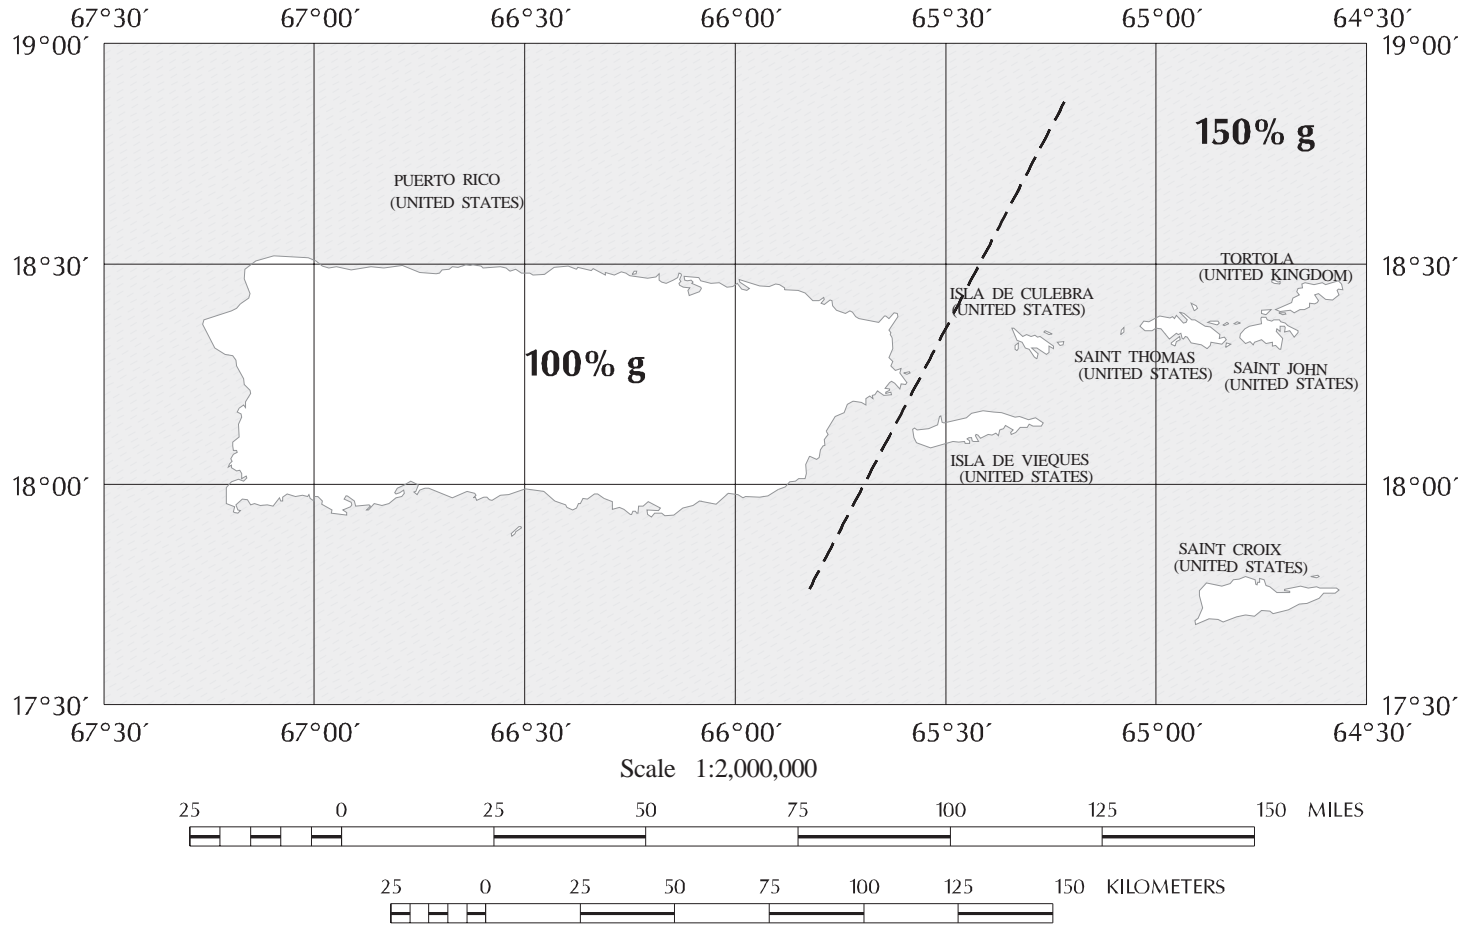 67°30´ 67°00´ 66°30´ 66°00´ 65°30´ 65°00´ 64°30´
19°00´ 19°00´
150% g
PUERTO RICO
(UNITED STATES)
18°30´ 18°30´
TORTOLA
(UNITED KINGDOM)
ISLA DE CULEBRA
(UNITED STATES)
100% g
SAINT THOMAS
(UNITED STATES)
SAINT JOHN
(UNITED STATES)
ISLA DE VIEQUES
(UNITED STATES)
18°00´ 18°00´
SAINT CROIX
(UNITED STATES)
17°30´ 17°30´
67°30´ 67°00´ 66°30´ 66°00´ 65°30´ 65°00´ 64°30´
Scale 1:2,000,000
25 0 25 50 75 100 125 150 MILES
25 0 25 50 75 100 125 150 KILOMETERS